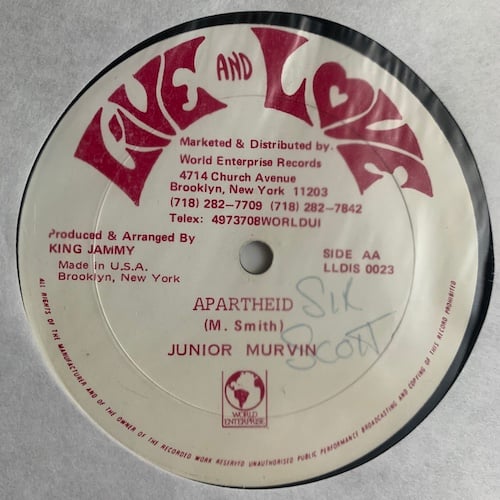 LIVE AND LOVE
Marketed & Distributed by.
World Enterprise Records
4714 Church Avenue
Brooklyn, New York 11203
(718) 282-7709 (718) 282-7842
Telex: 4973708WORLDUI
Produced & Arranged By
KING JAMMY
Made in U.S.A.
Brooklyn, New York
SIDE AA
LLDIS 0023
APARTHEID
(M. Smith)
JUNIOR MURVIN
SIR
SCOTT
WORLD
ENTERPRISE
ALL RIGHTS OF THE MANUFACTURER AND OF THE OWNER OF THE RECORDED WORK RESERVED UNAUTHORISED PUBLIC PERFORMANCE BROADCASTING AND COPYING OF THIS RECORD PROHIBITED